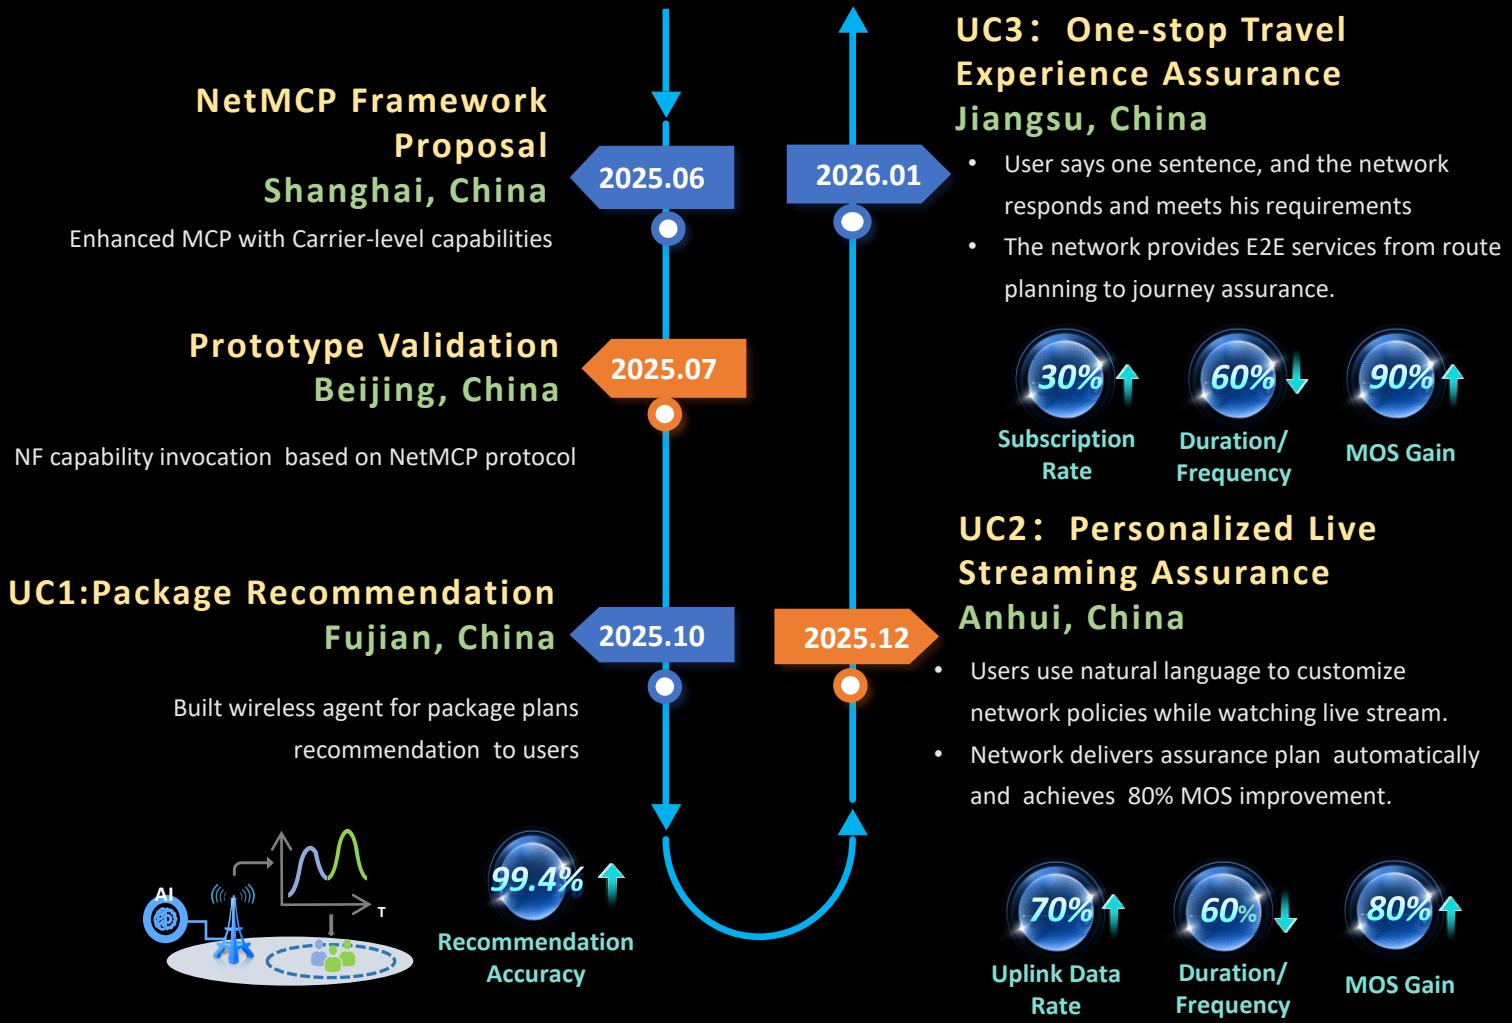 NetMCP Framework
Proposal
Shanghai, China
Enhanced MCP with Carrier-level capabilities
2025.06
Prototype Validation
Beijing, China
NF capability invocation based on NetMCP protocol
2025.07
UC1:Package Recommendation
Fujian, China
Built wireless agent for package plans
recommendation to users
2025.10
AI
T
99.4%
Recommendation
Accuracy
2026.01
UC3：One-stop Travel
Experience Assurance
Jiangsu, China
• User says one sentence, and the network
responds and meets his requirements
• The network provides E2E services from route
planning to journey assurance.
30%
Subscription
Rate
60%
Duration/
Frequency
90%
MOS Gain
2025.12
UC2：Personalized Live
Streaming Assurance
Anhui, China
• Users use natural language to customize
network policies while watching live stream.
• Network delivers assurance plan automatically
and achieves 80% MOS improvement.
70%
Uplink Data
Rate
60%
Duration/
Frequency
80%
MOS Gain